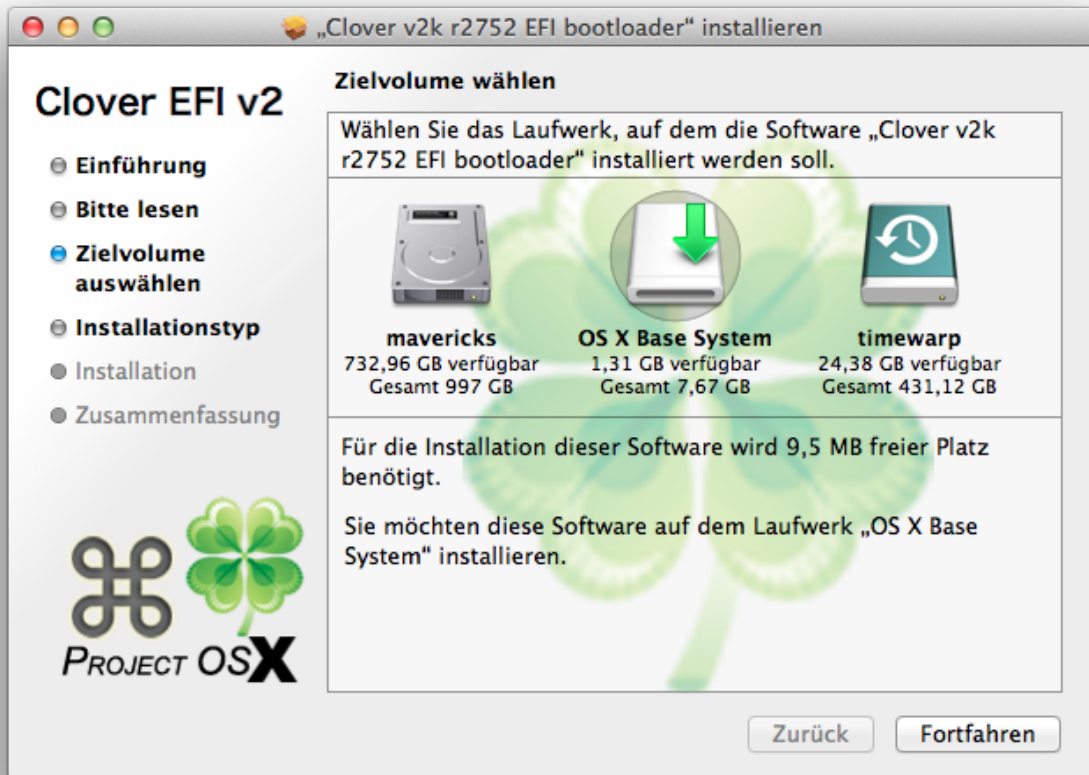 „Clover v2k r2752 EFI bootloader“ installieren
Clover EFI v2
Einführung
Bitte lesen
Zielvolume
auswählen
Installationstyp
Installation
Zusammenfassung
PROJECT OSX
Zielvolume wählen
Wählen Sie das Laufwerk, auf dem die Software „Clover v2k
r2752 EFI bootloader“ installiert werden soll.
mavericks
732,96 GB verfügbar
Gesamt 997 GB
OS X Base System
1,31 GB verfügbar
Gesamt 7,67 GB
timewarp
24,38 GB verfügbar
Gesamt 431,12 GB
Für die Installation dieser Software wird 9,5 MB freier Platz
benötigt.
Sie möchten diese Software auf dem Laufwerk „OS X Base
System“ installieren.
Zurück
Fortfahren